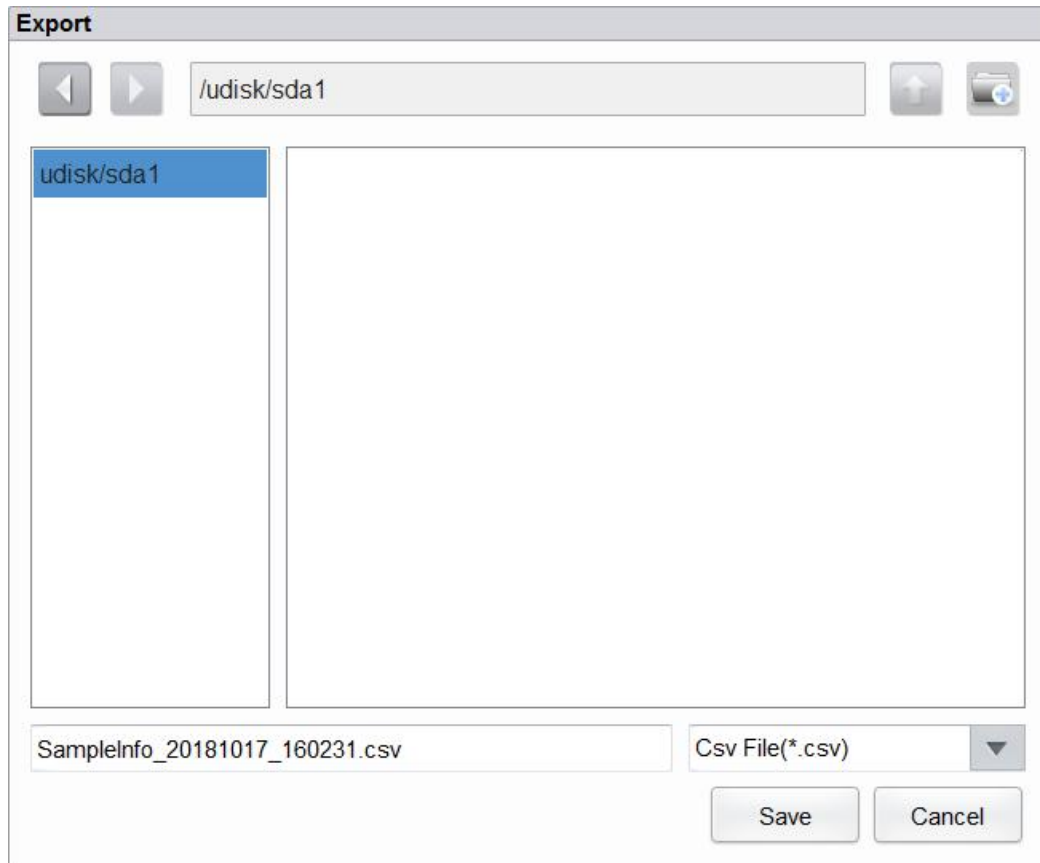 Export
/udisk/sda1
udisk/sda1
SampleInfo_20181017_160231.csv
Csv File(*.csv)
Save
Cancel